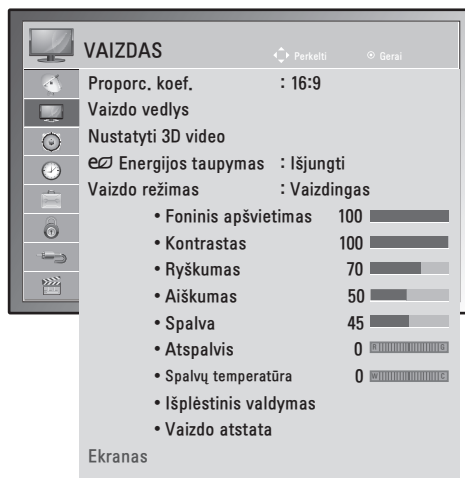 VAIZDAS Perkelti Gerai
Proporc. koef. : 16:9
Vaizdo vedlys
Nustatyti 3D video
Energijos taupymas : Išjungti
Vaizdo režimas : Vaizdingas
• Foninis apšvietimas 100
• Kontrastas 100
• Ryškumas 70
• Aiškumas 50
• Spalva 45
• Atspalvis 0 R G
• Spalvų temperatūra 0 W C
• Išplėstinis valdymas
• Vaizdo atstata
Ekranas